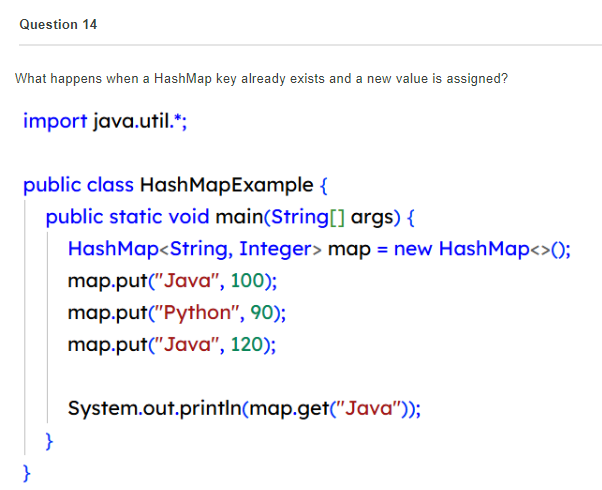 Question 14
What happens when a HashMap key already exists and a new value is assigned?
import java.util.*;
public class HashMapExample {
public static void main(String[] args) {
HashMap<String, Integer> map = new HashMap<>();
map.put("Java", 100);
map.put("Python", 90);
map.put("Java", 120);
System.out.println(map.get("Java"));
}
}